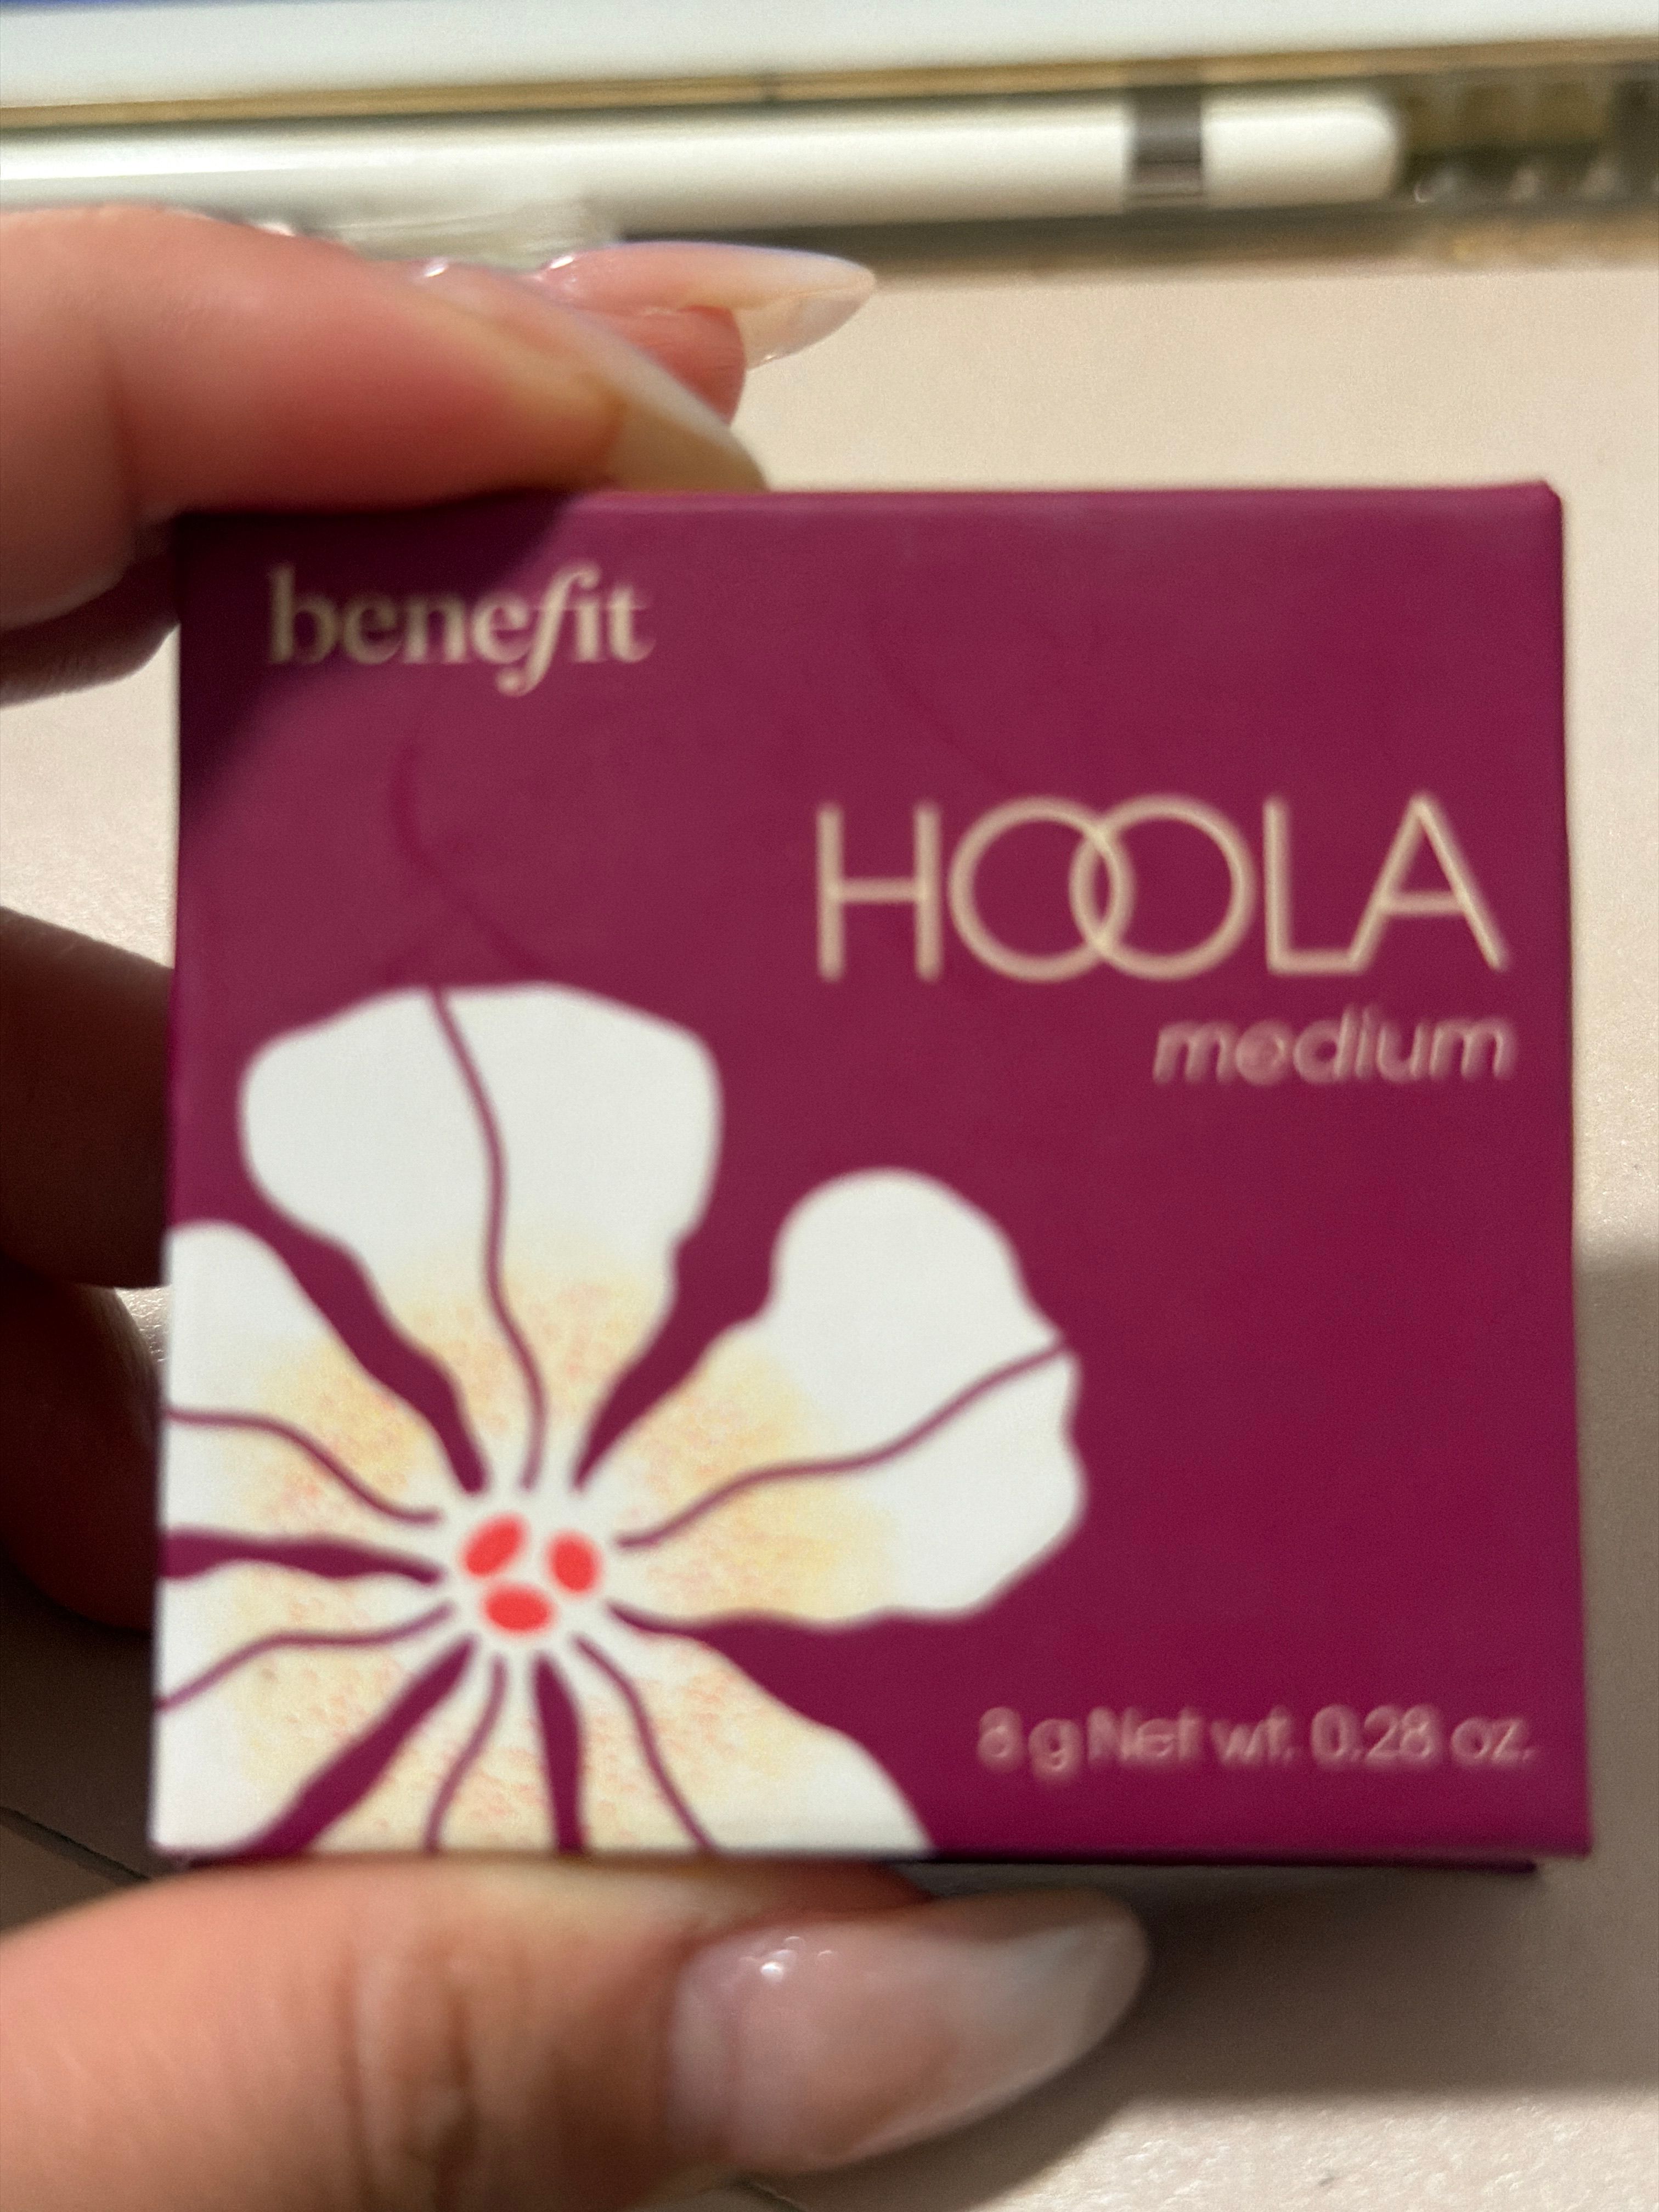 benefit
HOOLA
medium
8 g Net wt. 0.28 oz.